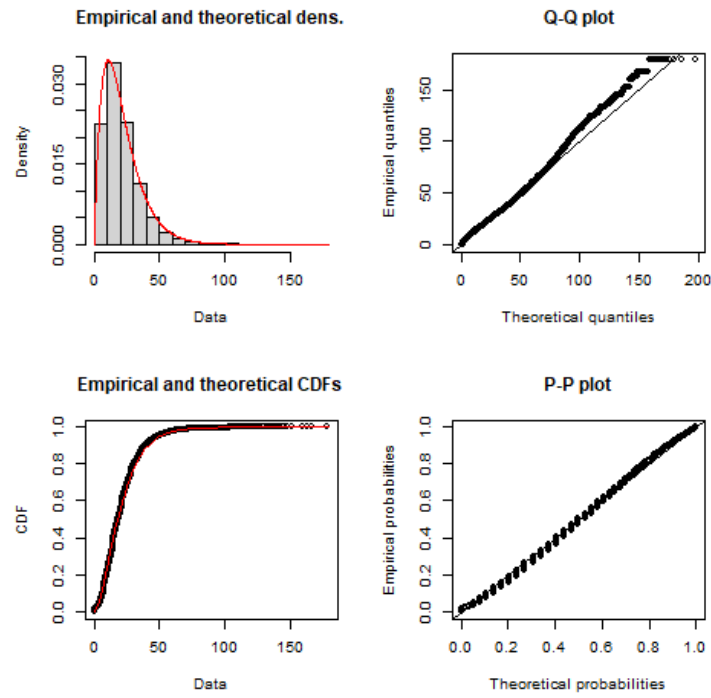 Empirical and theoretical dens.
Density
0.000 0.015 0.030
0 50 100 150
Data
Q-Q plot
Empirical quantiles
0 50 100 150
0 50 100 150 200
Theoretical quantiles
Empirical and theoretical CDFs
CDF
0.0 0.2 0.4 0.6 0.8 1.0
0 50 100 150
Data
P-P plot
Empirical probabilities
0.0 0.2 0.4 0.6 0.8 1.0
0.0 0.2 0.4 0.6 0.8 1.0
Theoretical probabilities